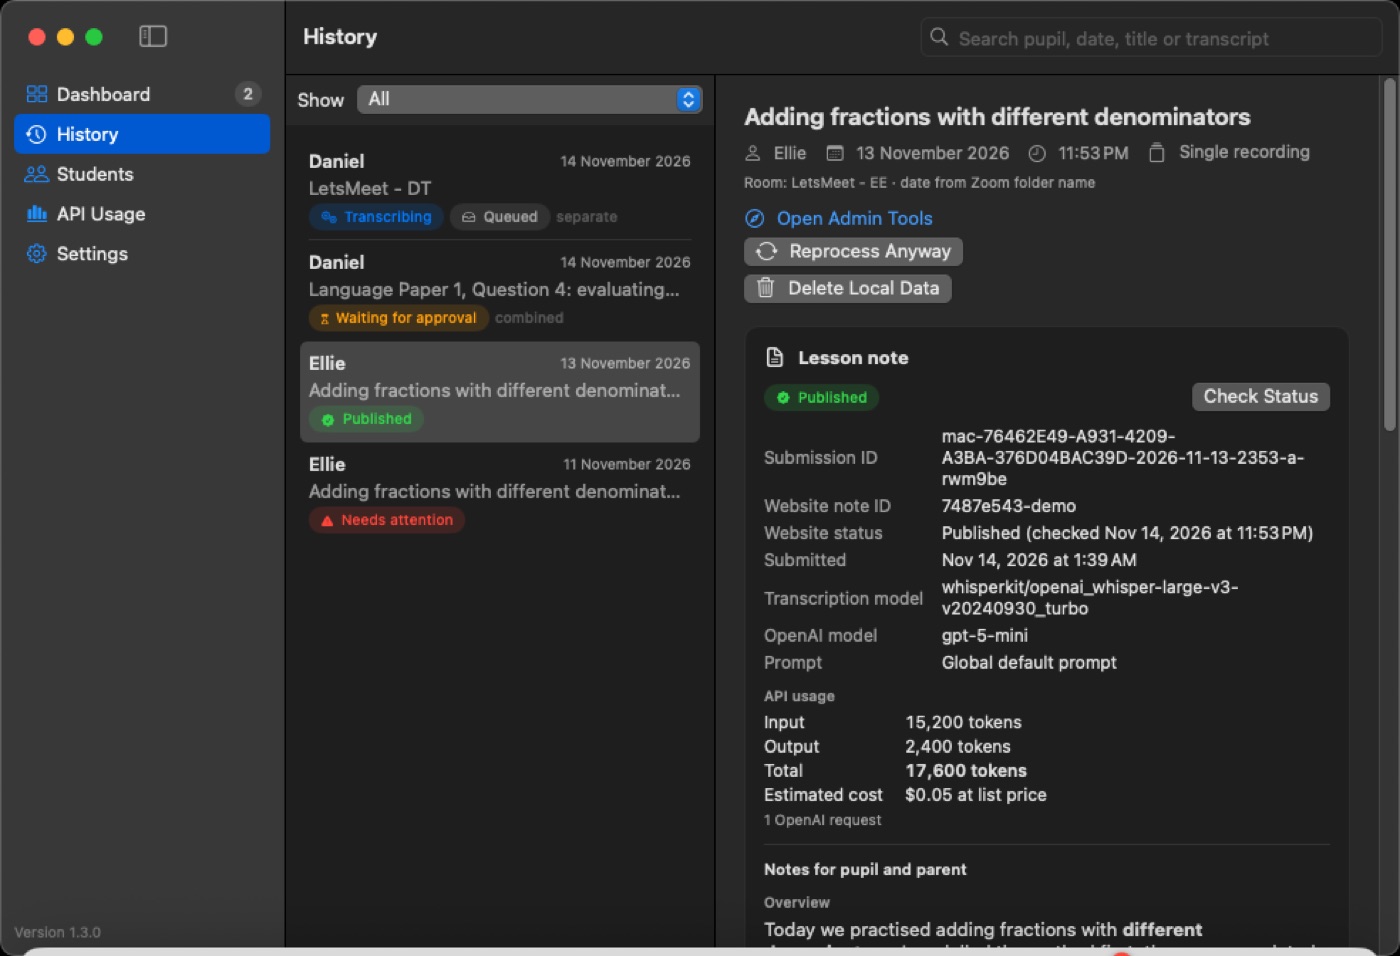 History
Search pupil, date, title or transcript
Dashboard 2
History
Students
API Usage
Settings
Version 1.3.0
Show All
Daniel 14 November 2026
LetsMeet - DT
Transcribing Queued separate
Daniel 14 November 2026
Language Paper 1, Question 4: evaluating...
Waiting for approval combined
Ellie 13 November 2026
Adding fractions with different denominat...
Published
Ellie 11 November 2026
Adding fractions with different denominat...
Needs attention
Adding fractions with different denominators
Ellie 13 November 2026 11:53 PM Single recording
Room: LetsMeet - EE · date from Zoom folder name
Open Admin Tools
Reprocess Anyway
Delete Local Data
Lesson note
Published Check Status
Submission ID mac-76462E49-A931-4209-
A3BA-376D04BAC39D-2026-11-13-2353-a-
rwm9be
Website note ID 7487e543-demo
Website status Published (checked Nov 14, 2026 at 11:53 PM)
Submitted Nov 14, 2026 at 1:39 AM
Transcription model whisperkit/openai_whisper-large-v3-
v20240930_turbo
OpenAI model gpt-5-mini
Prompt Global default prompt
API usage
Input 15,200 tokens
Output 2,400 tokens
Total 17,600 tokens
Estimated cost $0.05 at list price
1 OpenAI request
Notes for pupil and parent
Overview
Today we practised adding fractions with different